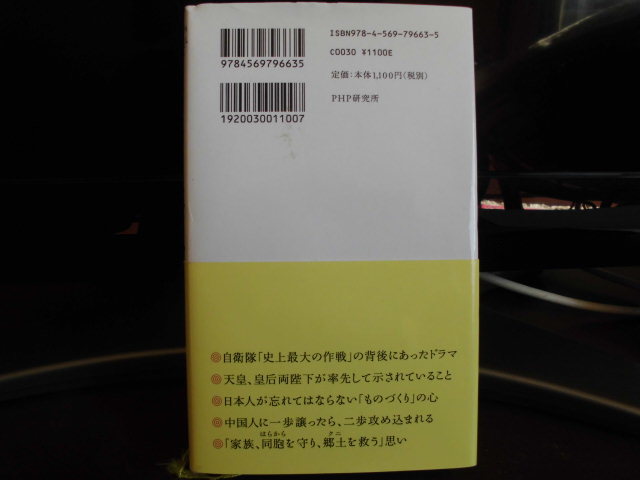 ISBN978-4-569-79663-5
C0030 ¥1100E
定価:本体1,100円(税別)
PHP研究所
9784569796635
1920030011007
◎自衛隊「史上最大の作戦」の背後にあったドラマ
◎天皇、皇后両陛下が率先して示されていること
◎日本人が忘れてはならない「ものづくり」の心
◎中国人に一歩譲ったら、二歩攻め込まれる
はらから クニ
◎「家族、同胞を守り、郷土を救う」思い